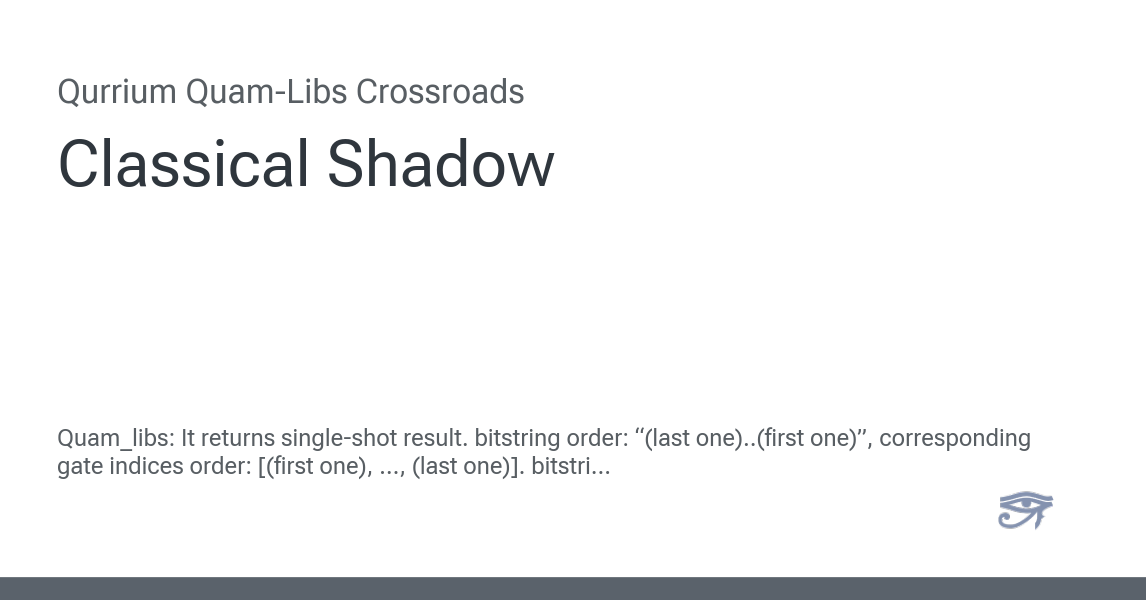 Qurrium Quam-Libs Crossroads
Classical Shadow
Quam_libs: It returns single-shot result. bitstring order: “(last one)..(first one)”, corresponding
gate indices order: [(first one), ..., (last one)]. bitstri...